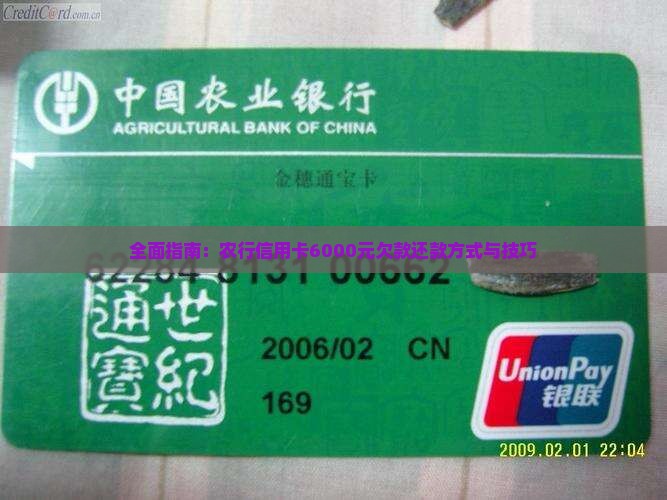 CreditCard.com.cn
中国农业银行
AGRICULTURAL BANK OF CHINA
金穗通宝卡
全面指南：农行信用卡6000元欠款还款方式与技巧
62284 8131 00662
世紀
通寶
2006/02 CN
169
UnionPay
银联
2009.02.01 22:04